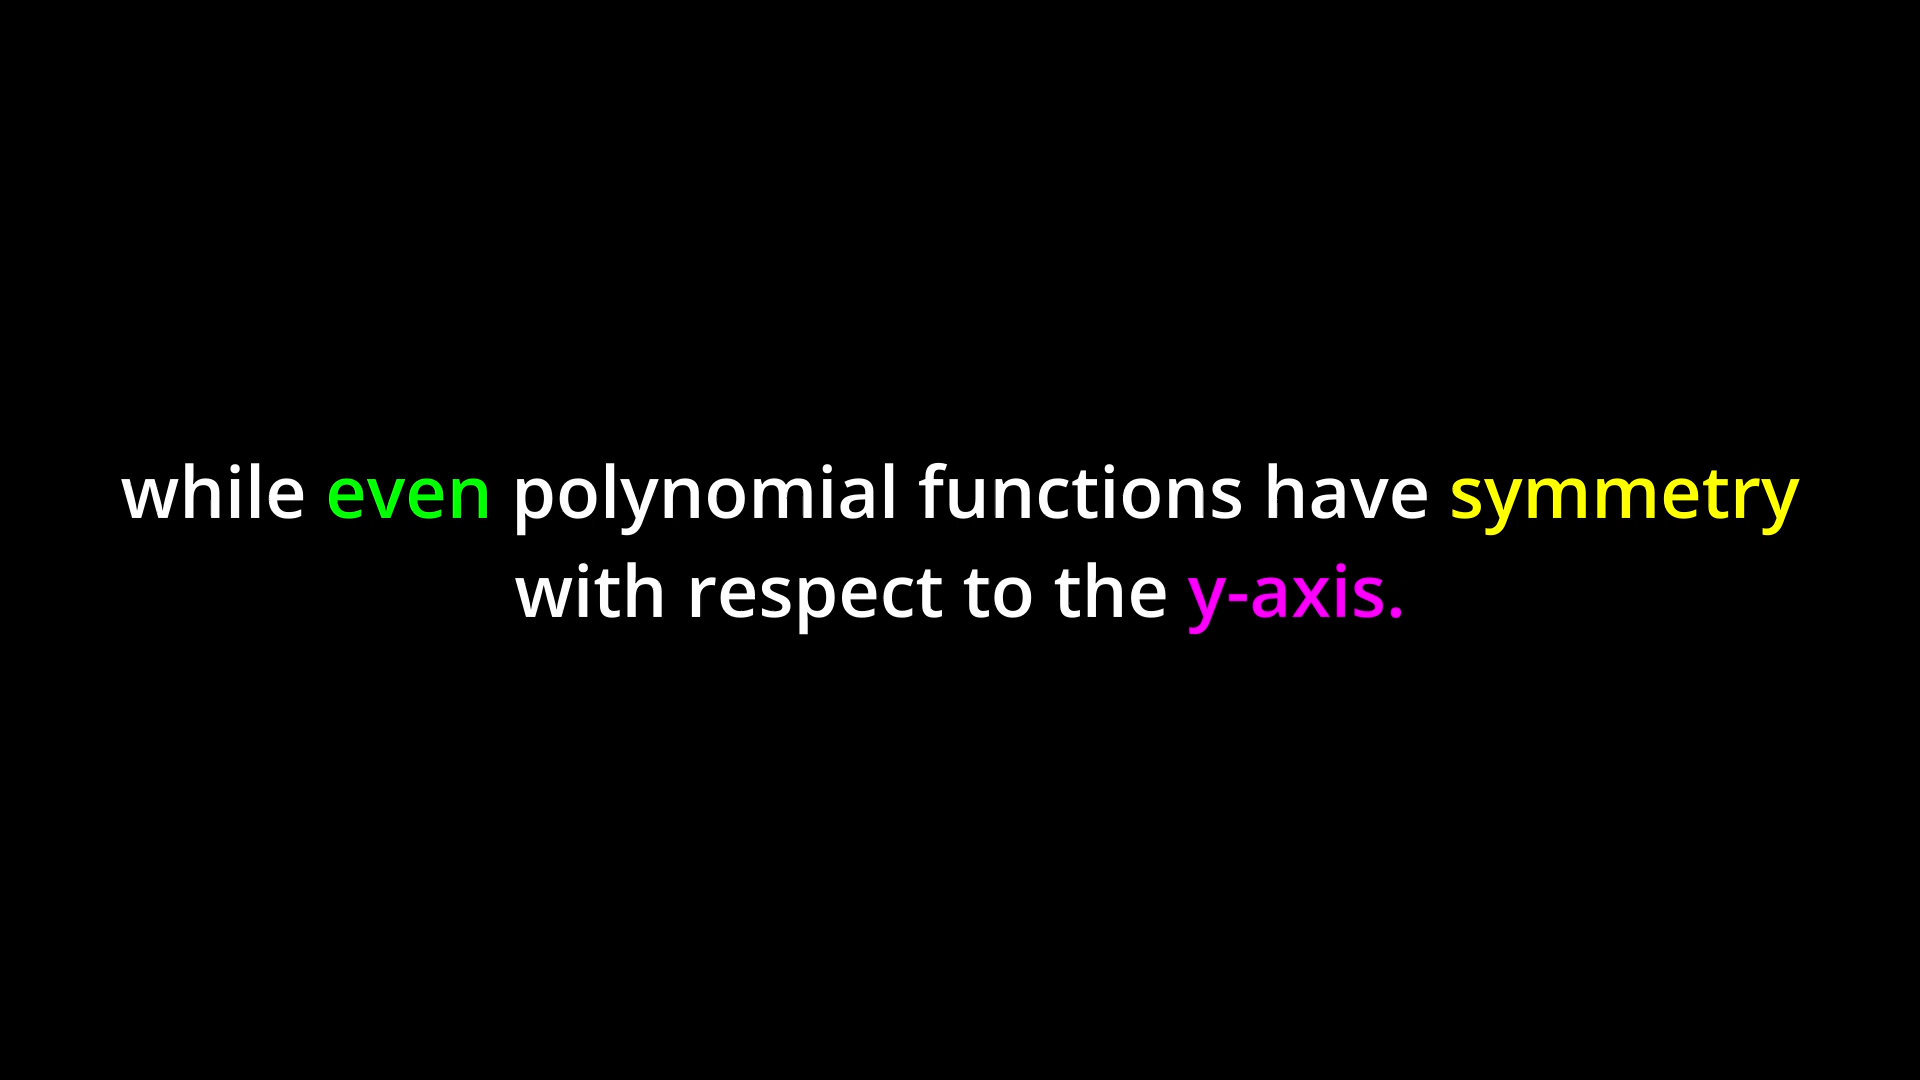 while even polynomial functions have symmetry
with respect to the y-axis.